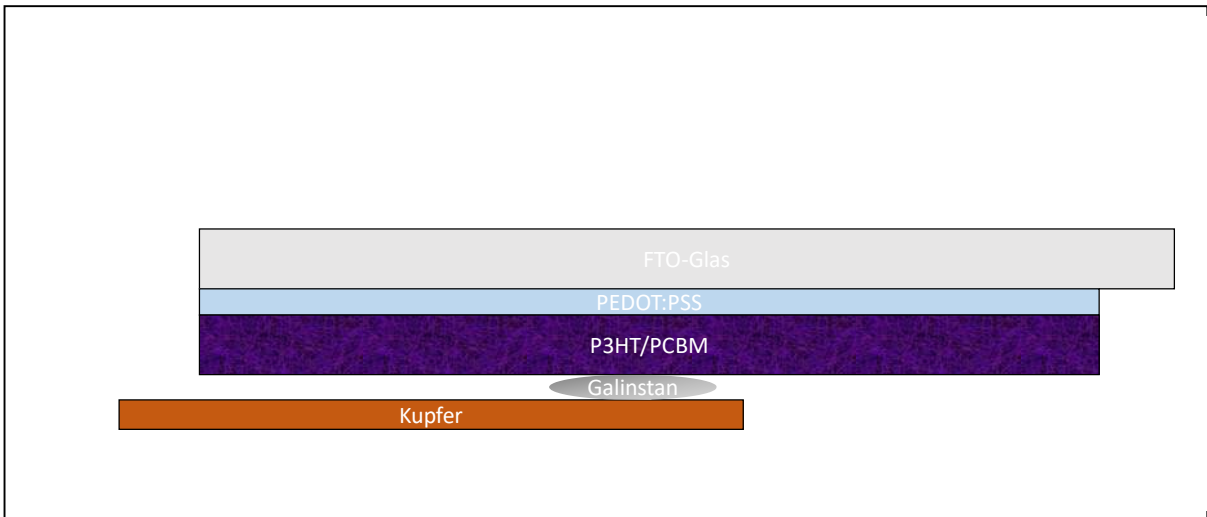 FTO-Glas
PEDOT:PSS
P3HT/PCBM
Galinstan
Kupfer